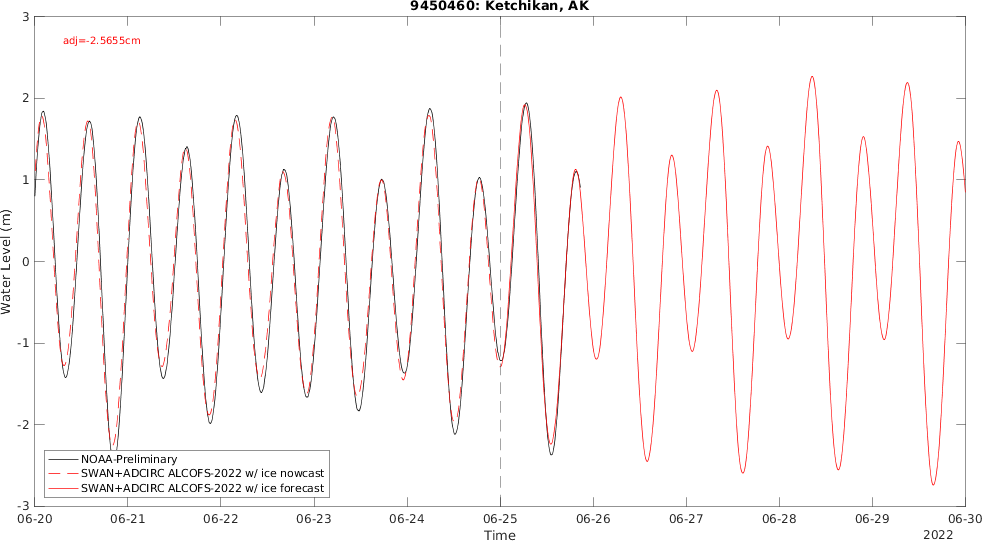 9450460: Ketchikan, AK
3
adj=-2.5655cm
2
1
0
-1
-2
-3
Water Level (m)
NOAA-Preliminary
SWAN+ADCIRC ALCOFS-2022 w/ ice nowcast
SWAN+ADCIRC ALCOFS-2022 w/ ice forecast
06-20 06-21 06-22 06-23 06-24 06-25 06-26 06-27 06-28 06-29 06-30
Time
2022